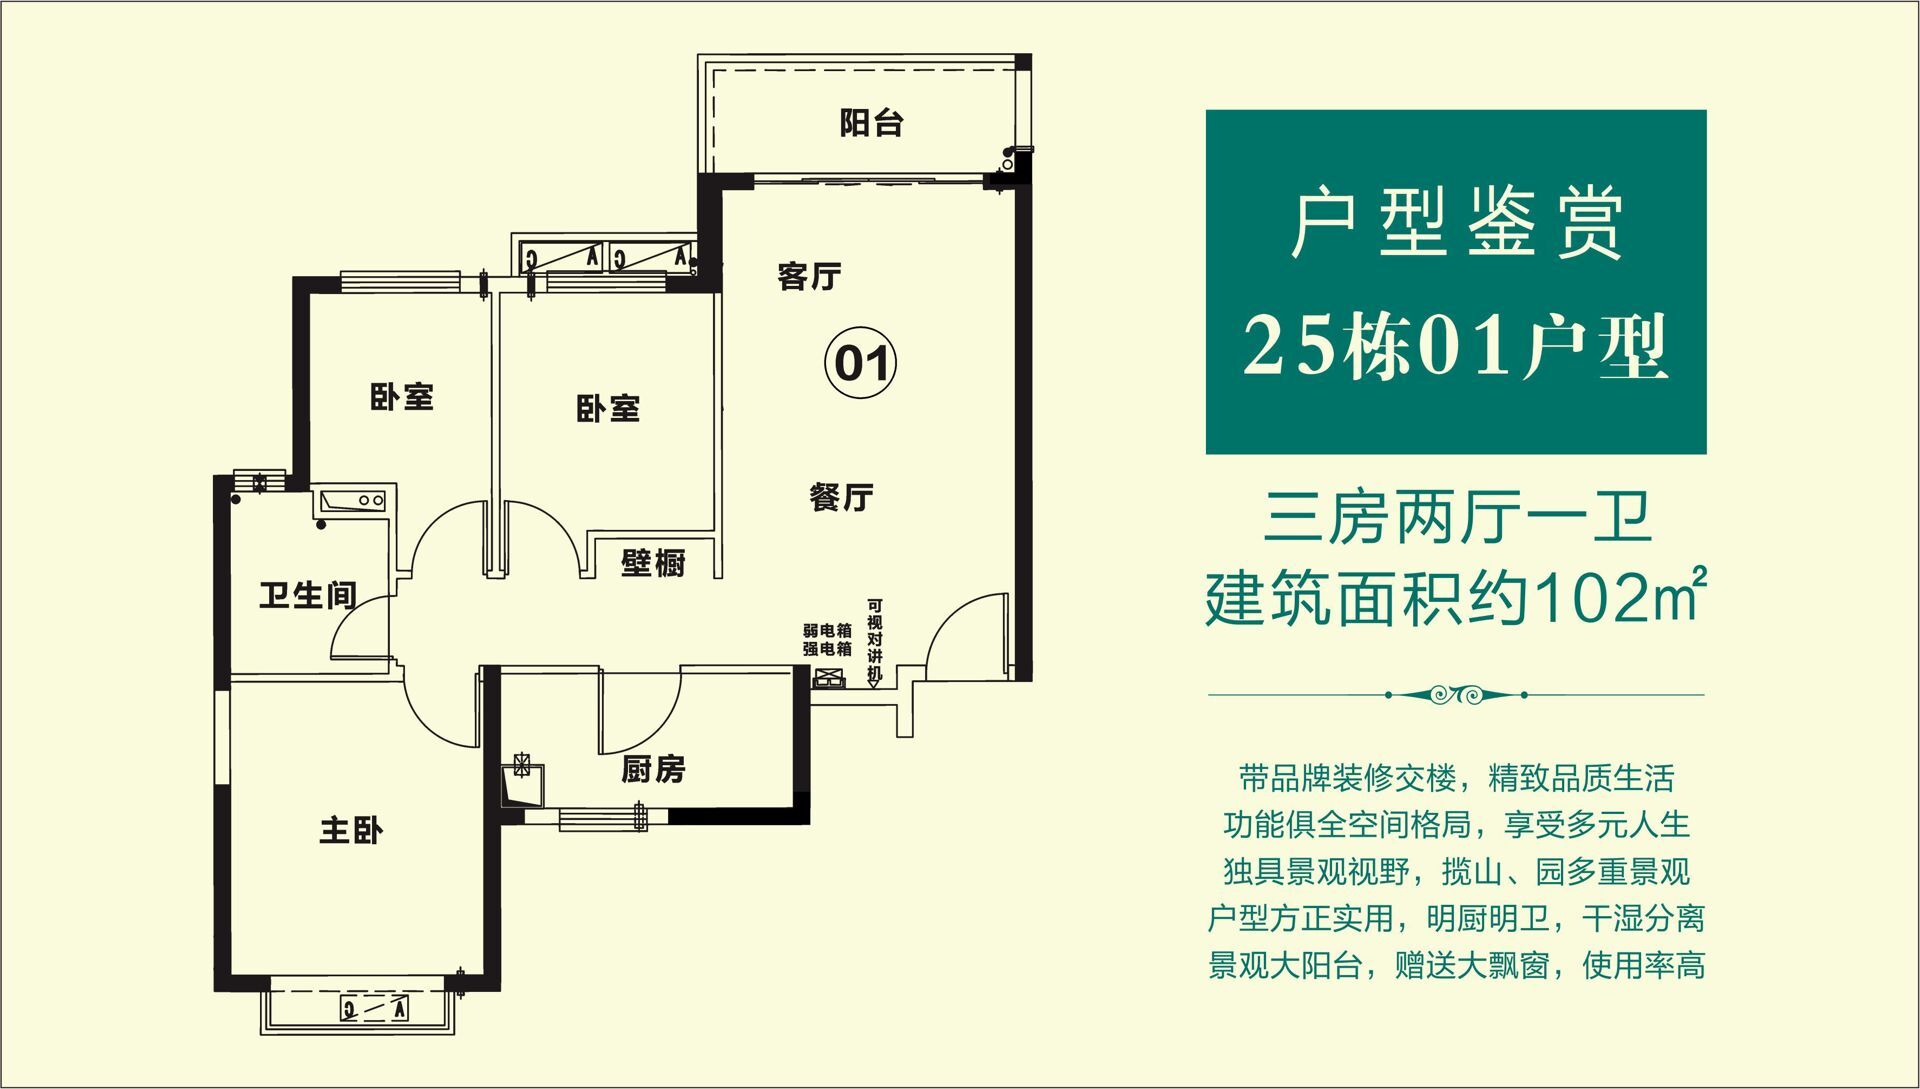 阳台
户型鉴赏
25栋01户型
C A C A
客厅
01
卧室
卧室
餐厅
三房两厅一卫
建筑面积约102㎡
壁橱
卫生间
弱电箱
强电箱
可视对讲机
厨房
主卧
带品牌装修交楼，精致品质生活
功能俱全空间格局，享受多元人生
独具景观视野，揽山、园多重景观
户型方正实用，明厨明卫，干湿分离
景观大阳台，赠送大飘窗，使用率高
C A